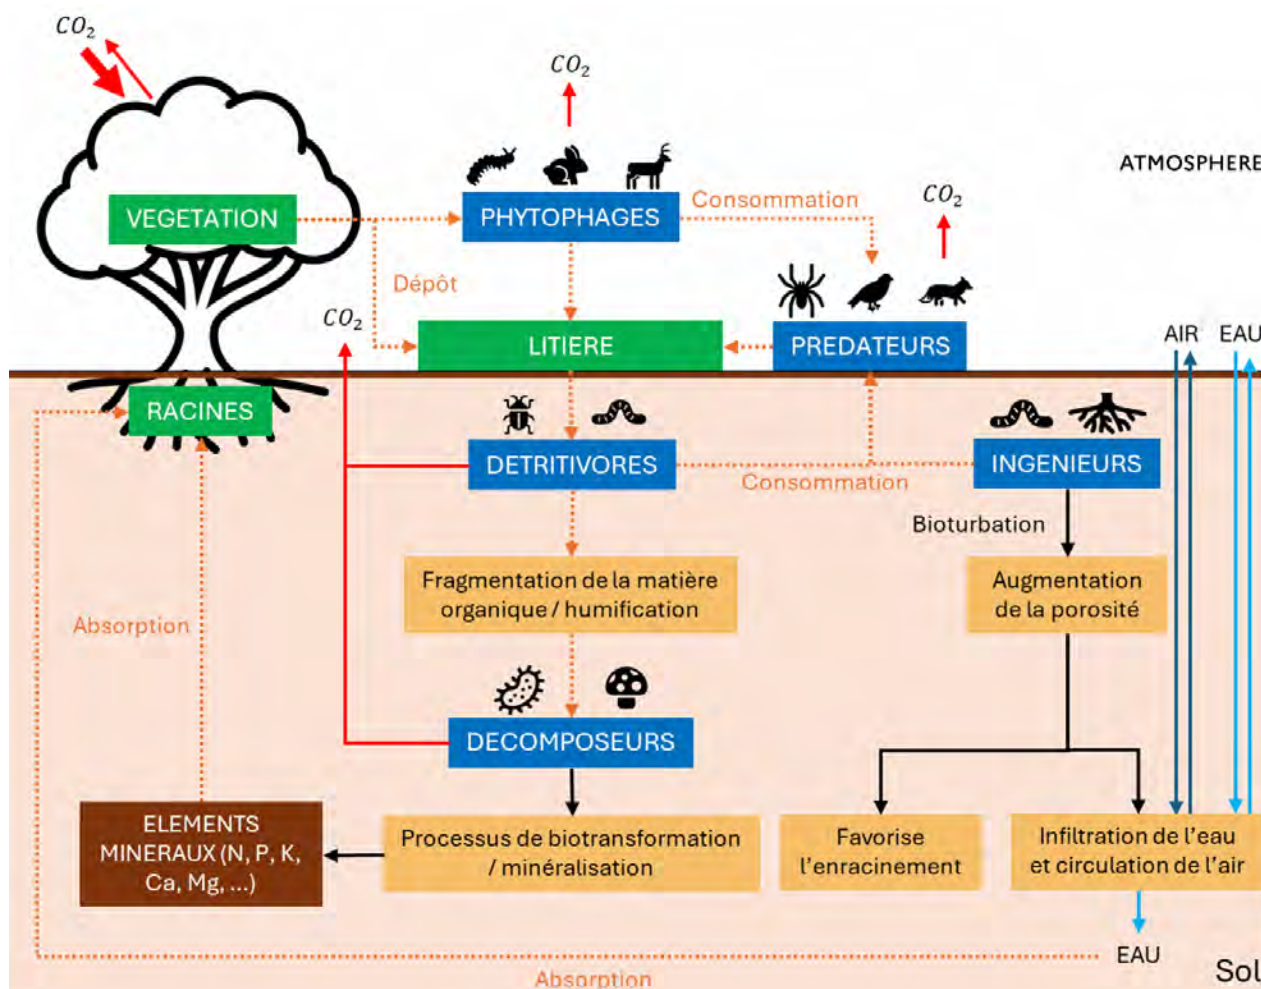 CO₂
CO₂
ATMOSPHERE
VEGETATION
PHYTOPHAGES
Consommation
CO₂
Dépôt
CO₂
LITIERE
PREDATEURS
AIR
EAU
RACINES
DETRITIVORES
Consommation
INGENIEURS
Bioturbation
Fragmentation de la matière
organique / humification
Augmentation
de la porosité
Absorption
DECOMPOSEURS
ELEMENTS
MINERAUX (N, P, K,
Ca, Mg, ...)
Processus de biotransformation
/ minéralisation
Favorise
l'enracinement
Infiltration de l'eau
et circulation de l'air
EAU
Absorption
Sol